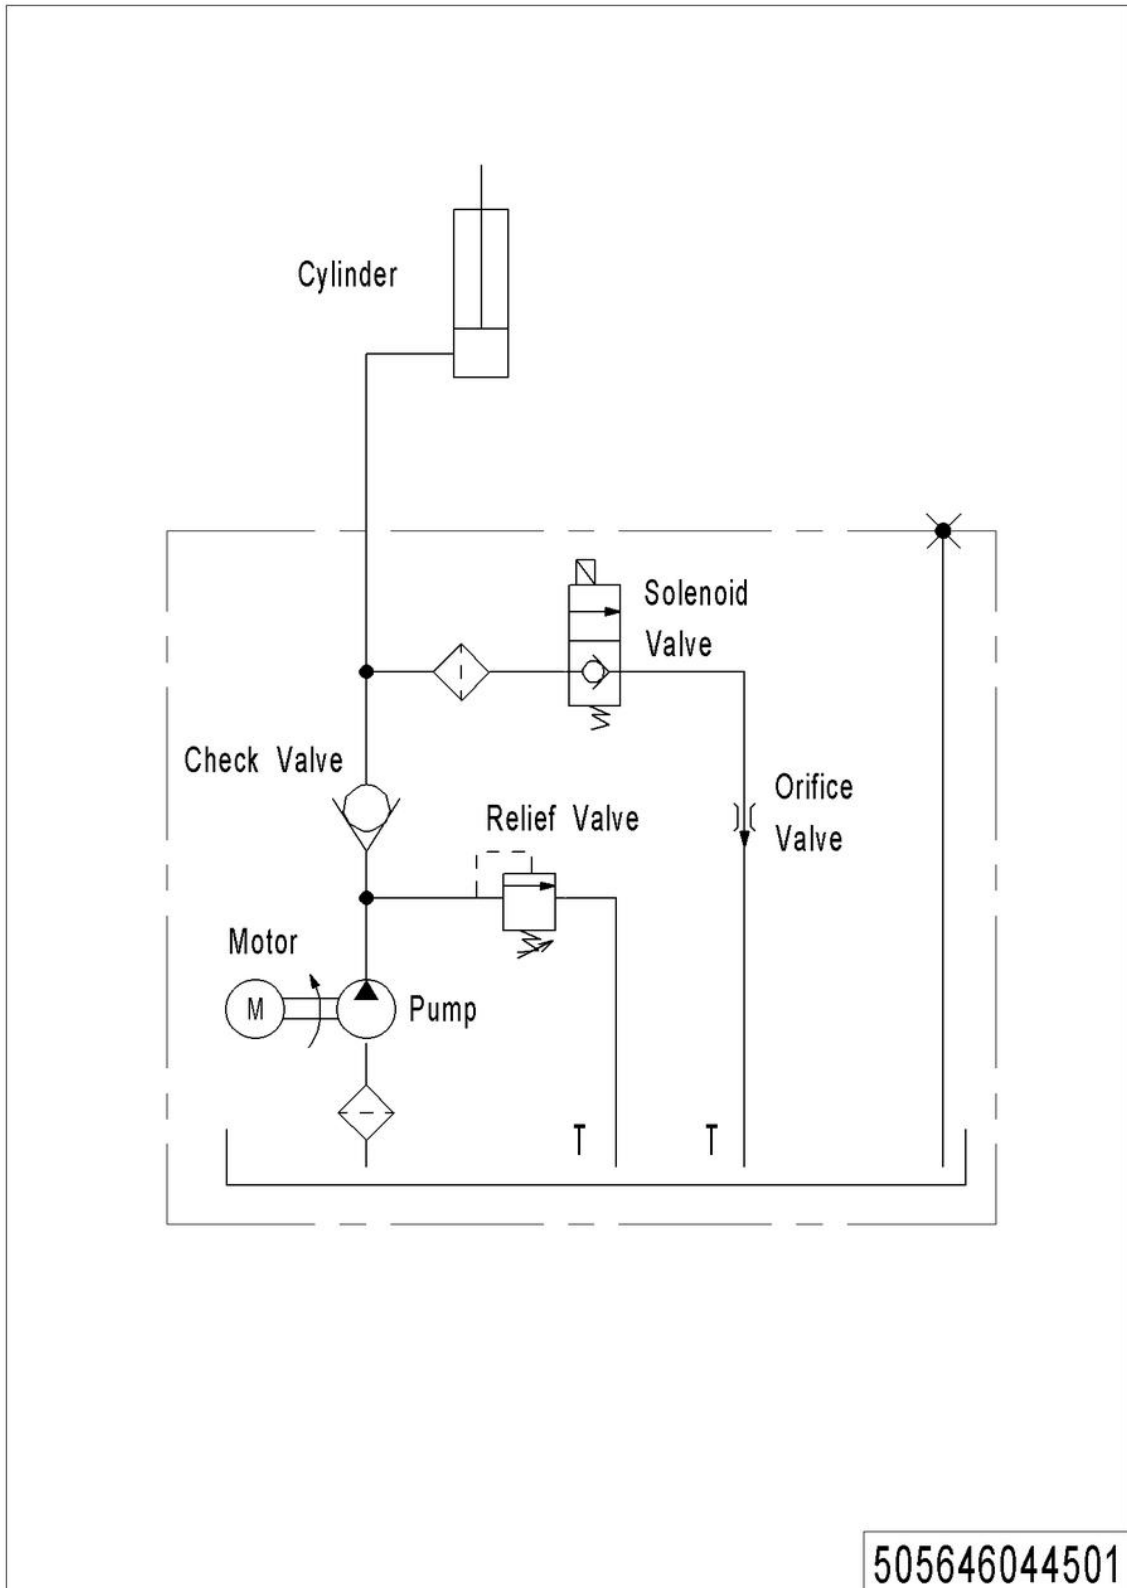 Cylinder
Solenoid
Valve
Check Valve
Orifice
Valve
Relief Valve
Motor
M
Pump
T
T
505646044501